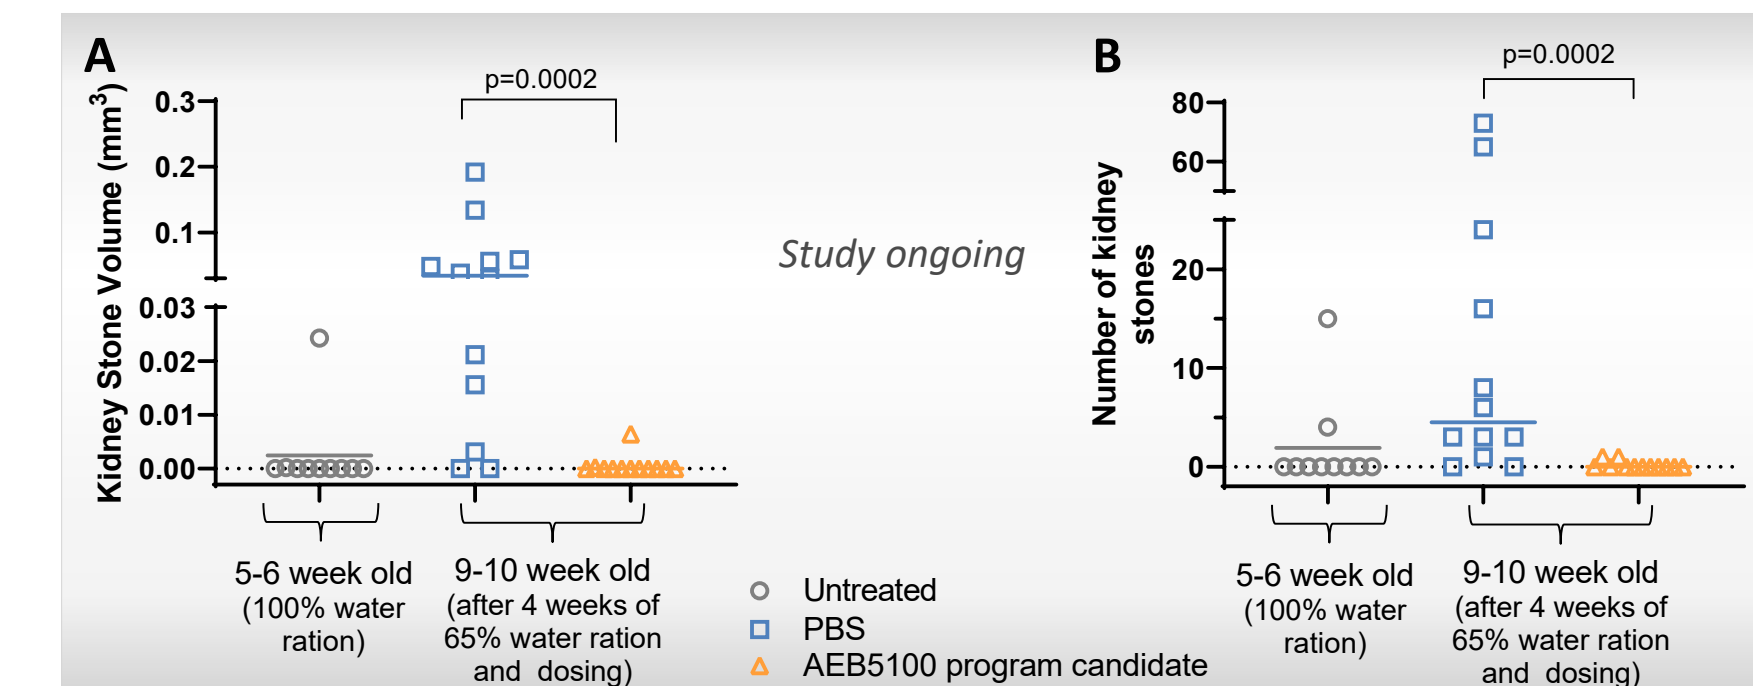 A
p=0.0002
Kidney Stone Volume (mm³)
0.3
0.2
0.1
0.03
0.02
0.01
0.00
5-6 week old
(100% water
ration)
9-10 week old
(after 4 weeks of
65% water ration
and dosing)
Study ongoing
Untreated
PBS
AEB5100 program candidate
B
p=0.0002
Number of kidney
stones
80
60
20
10
0
5-6 week old
(100% water
ration)
9-10 week old
(after 4 weeks of
65% water ration
and dosing)